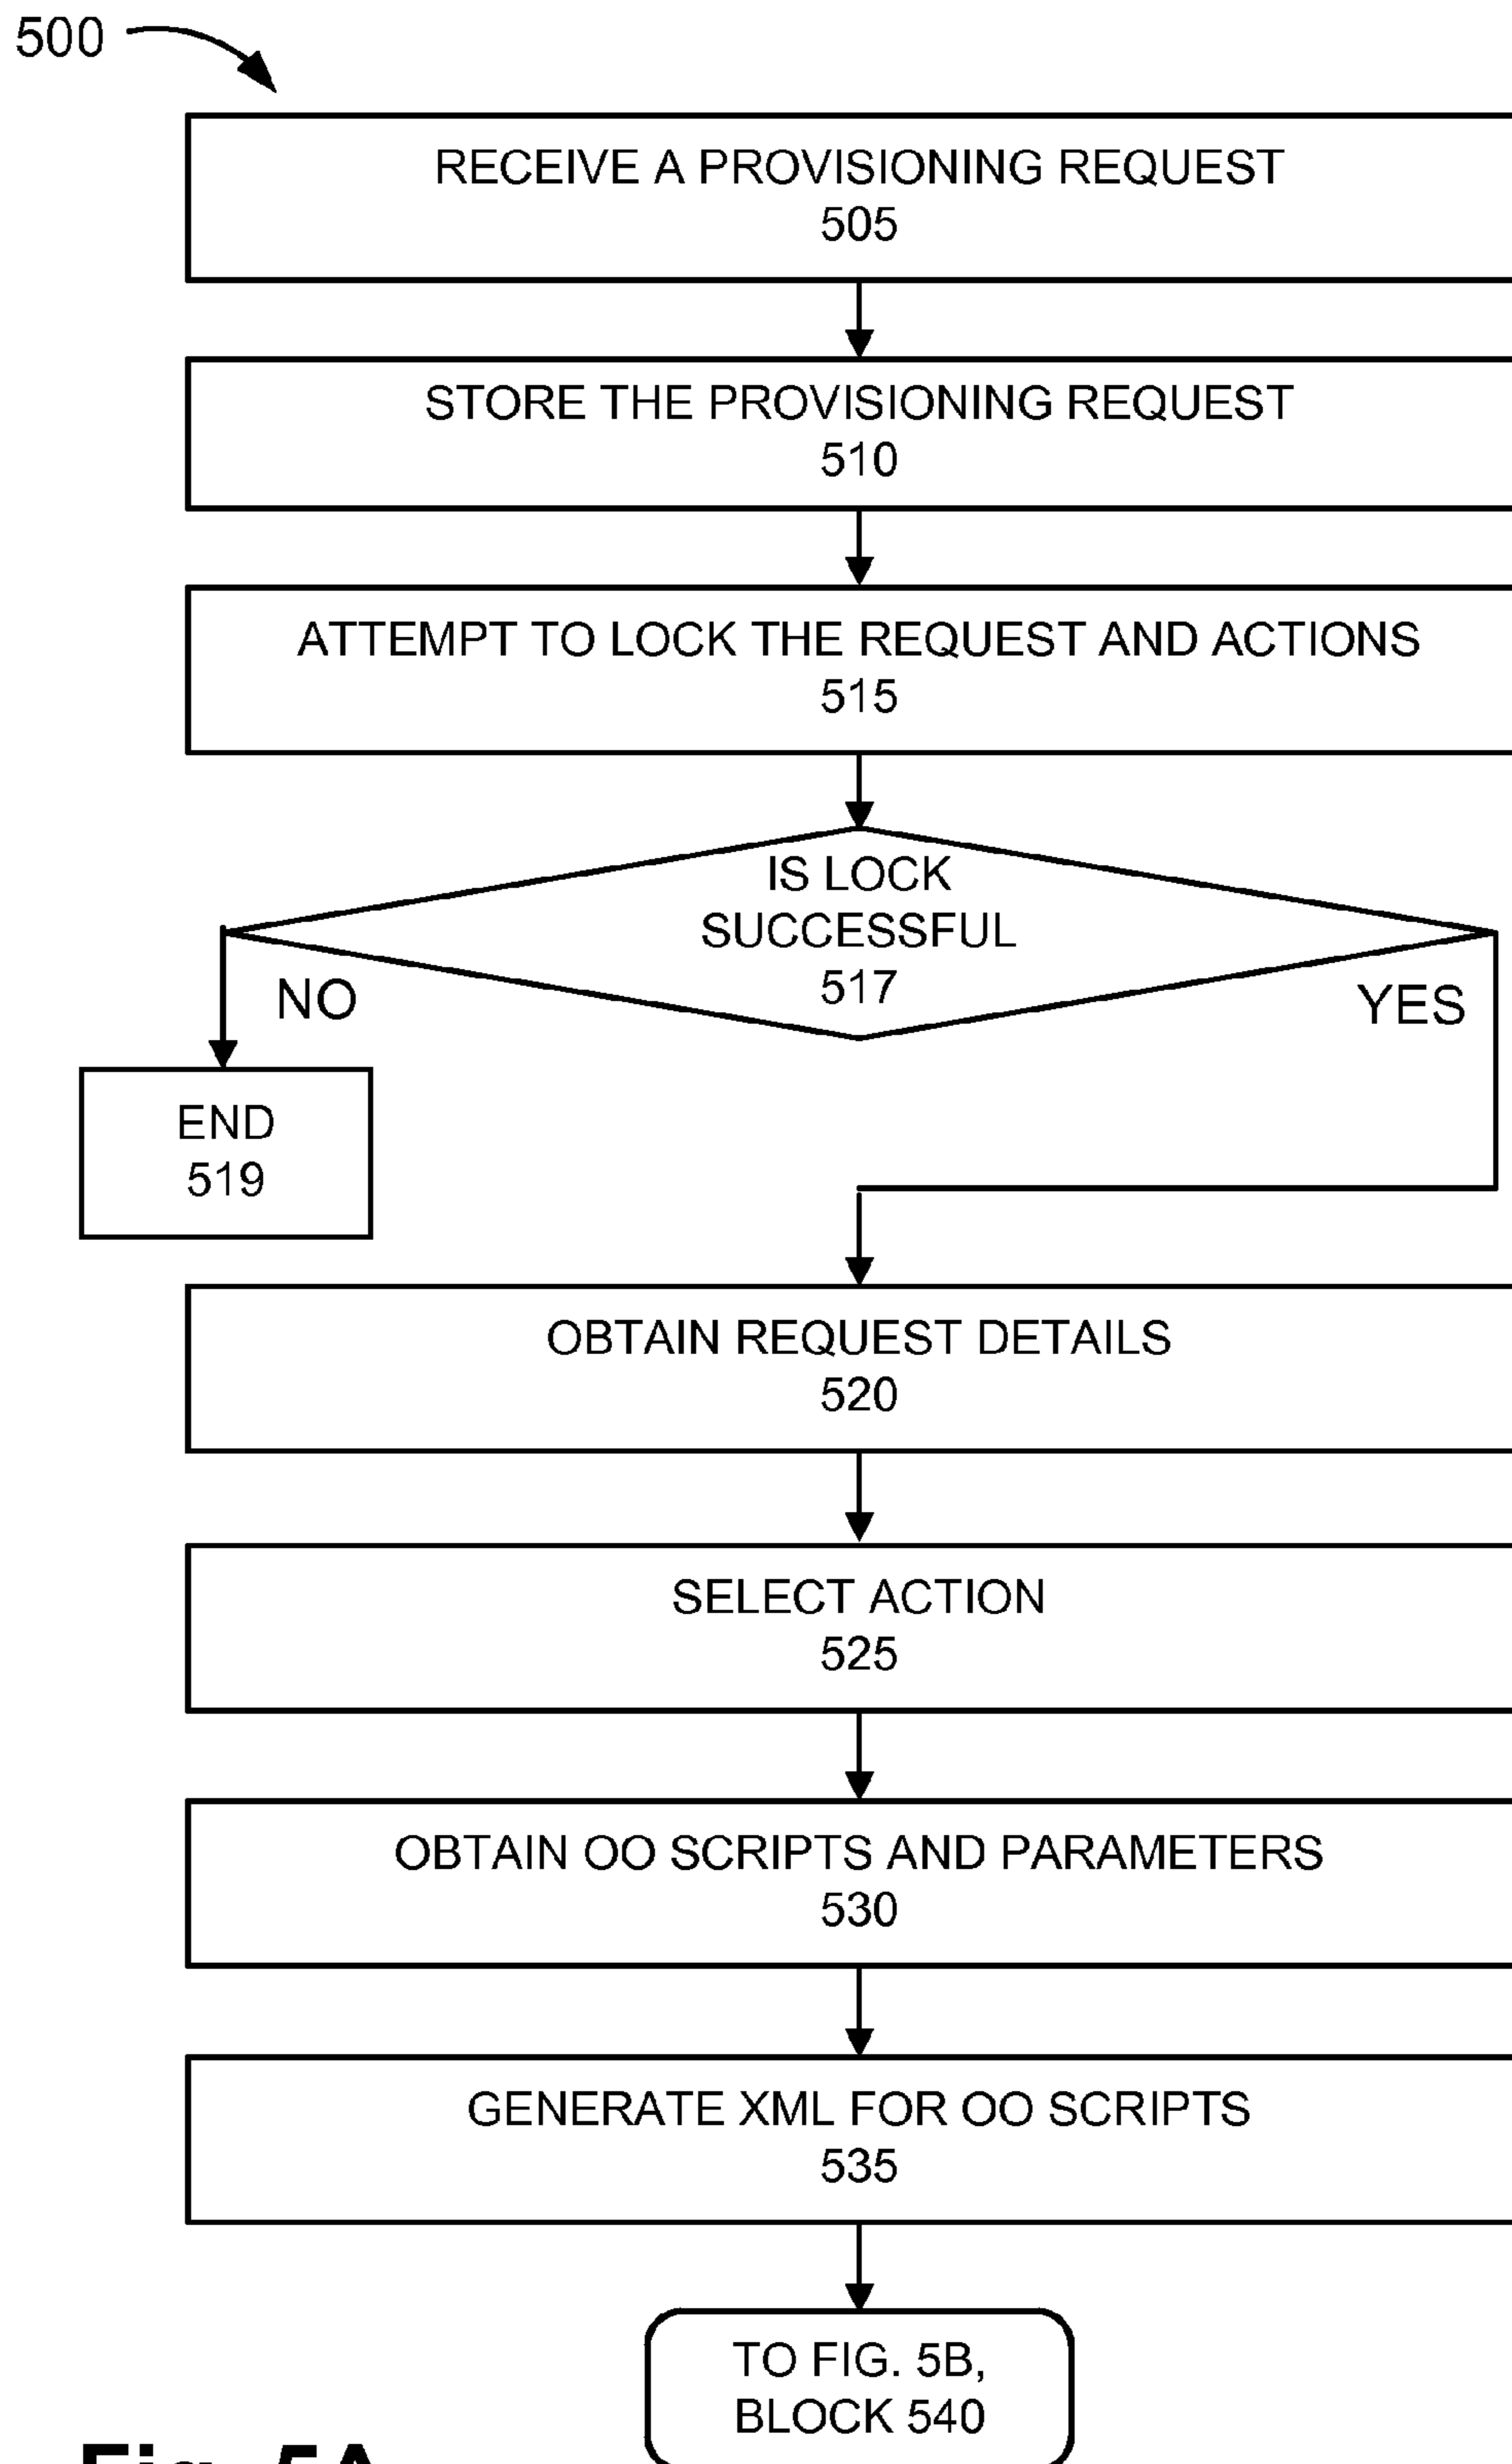 500
RECEIVE A PROVISIONING REQUEST
505
STORE THE PROVISIONING REQUEST
510
ATTEMPT TO LOCK THE REQUEST AND ACTIONS
515
IS LOCK
SUCCESSFUL
517
NO
YES
END
519
OBTAIN REQUEST DETAILS
520
SELECT ACTION
525
OBTAIN OO SCRIPTS AND PARAMETERS
530
GENERATE XML FOR OO SCRIPTS
535
TO FIG. 5B,
BLOCK 540
Fig. 5A